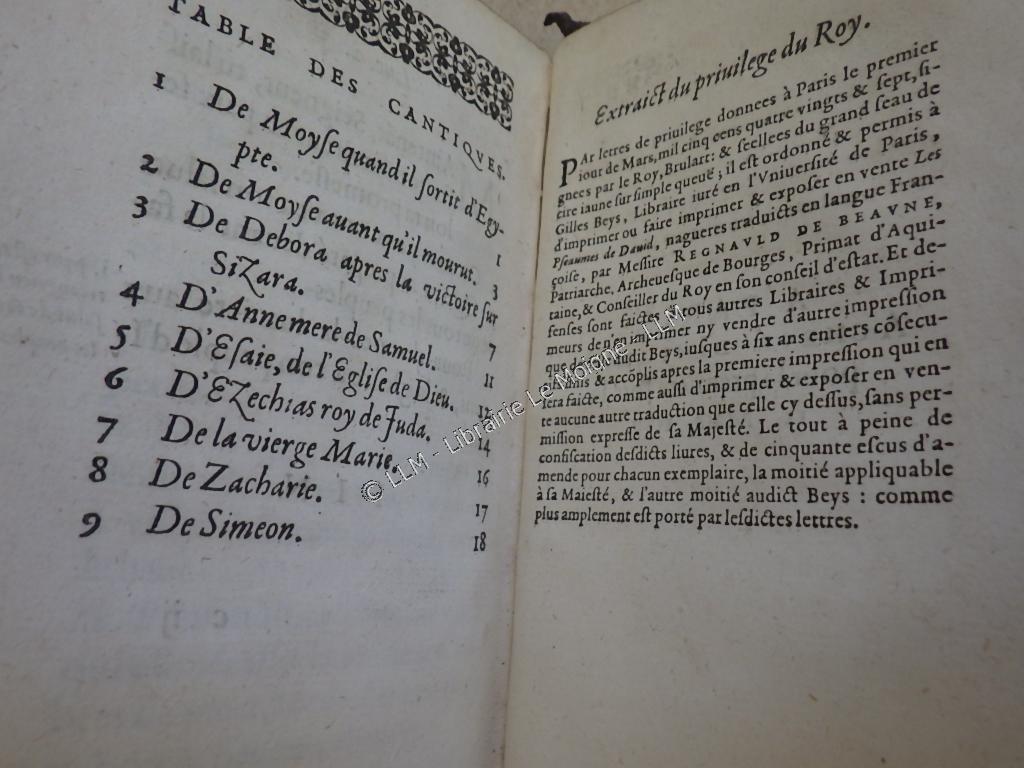 TABLE DES CANTIQVES.
1 De Moyſe quand il ſortit d'Egy-
pte. 1
2 De Moyſe auant qu'il mourut. 3
3 De Debora apres la victoire ſur
SiZara. 7
4 D'Anne mere de Samuel. 11
5 D'Eſaie, de l'Egliſe de Dieu. 12
6 D'EZechias roy de Juda. 14
7 De la vierge Marie. 16
8 De Zacharie. 17
9 De Simeon. 18
Extraict du priuilege du Roy.
PAr lettres de priuilege donnees à Paris le premier
iour de Mars, mil cinq cens quatre vingts & ſept, ſi-
gnees par le Roy, Brulart: & ſeellees du grand ſeau de
cire iaune ſur ſimple queuë; il eſt ordonné & permis à
Gilles Beys, Libraire iuré en l'Vniuerſité de Paris,
d'imprimer ou faire imprimer & expoſer en vente Les
Pſeaumes de Dauid, nagueres traduicts en langue Fran-
çoiſe, par Meſſire REGNAVLD DE BEAVNE,
Patriarche, Archeueſque de Bourges, Primat d'Aqui-
taine, & Conſeiller du Roy en ſon conſeil d'eſtat. Et de-
fenſes ſont faictes à tous autres Libraires & Impri-
meurs de n'en imprimer ny vendre d'autre impreſſion
que dudit Beys, iuſques à ſix ans entiers cõſecu-
& accõplis apres la premiere impreſſion qui en
ſera faicte, comme auſſi d'imprimer & expoſer en ven-
te aucune autre traduction que celle cy deſſus, ſans per-
miſſion expreſſe de ſa Majeſté. Le tout à peine de
confiſcation deſdicts liures, & de cinquante eſcus d'a-
mende pour chacun exemplaire, la moitié appliquable
à ſa Maieſté, & l'autre moitié audict Beys : comme
plus amplement eſt porté par leſdictes lettres.
© LLM - Librairie Le Moigne - LLM